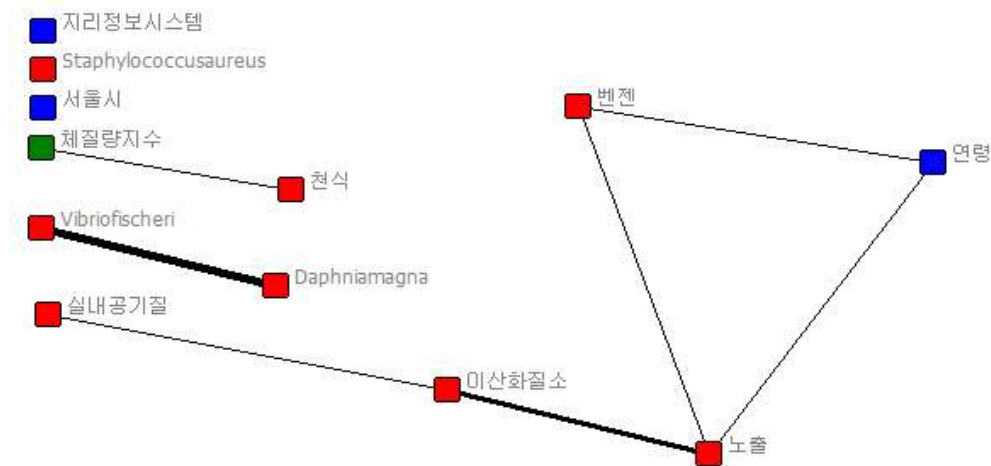 지리정보시스템
Staphylococcusaureus
서울시
벤젠
체질량지수
연령
천식
Vibriofischeri
Daphniamagna
실내공기질
이산화질소
노출